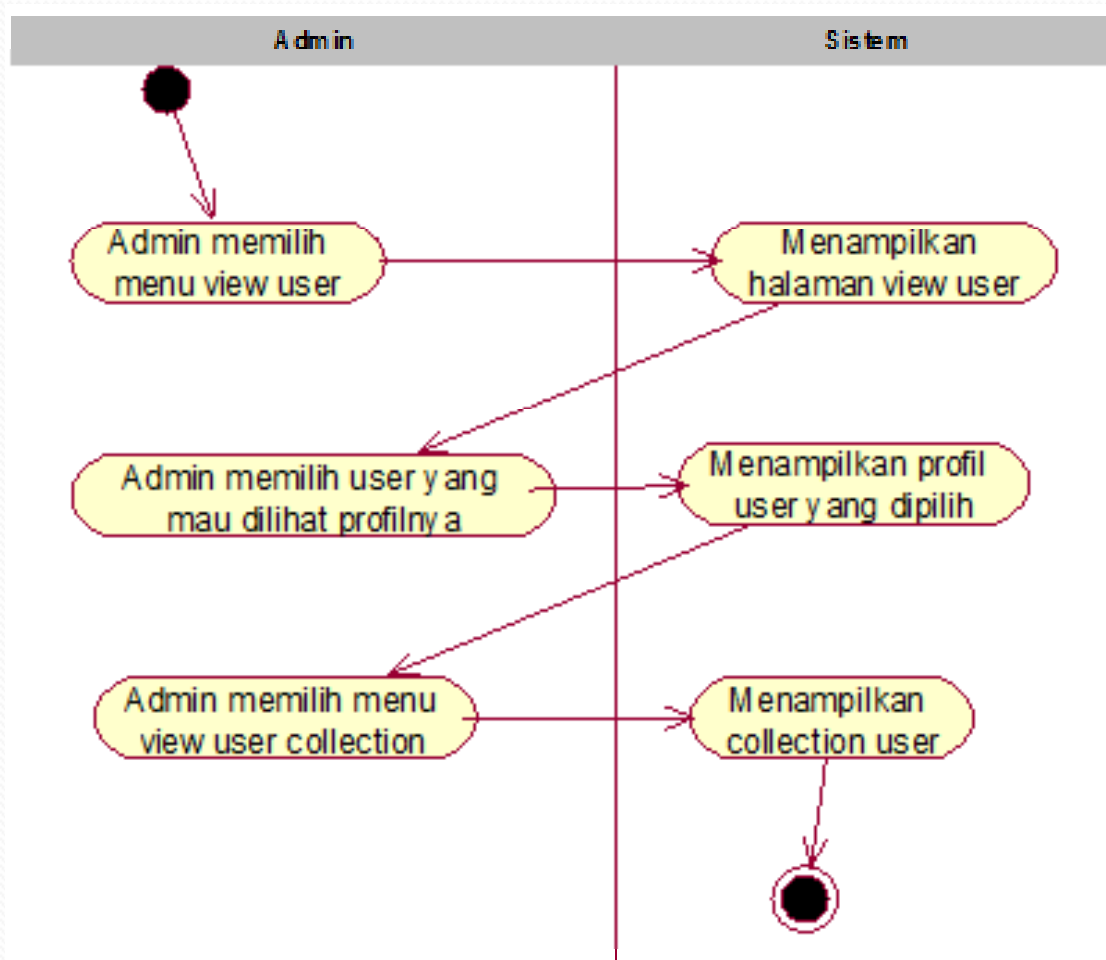 Admin
Sistem
Admin memilih
menu view user
Menampilkan
halaman view user
Admin memilih user yang
mau dilihat profilnya
Menampilkan profil
user yang dipilih
Admin memilih menu
view user collection
Menampilkan
collection user